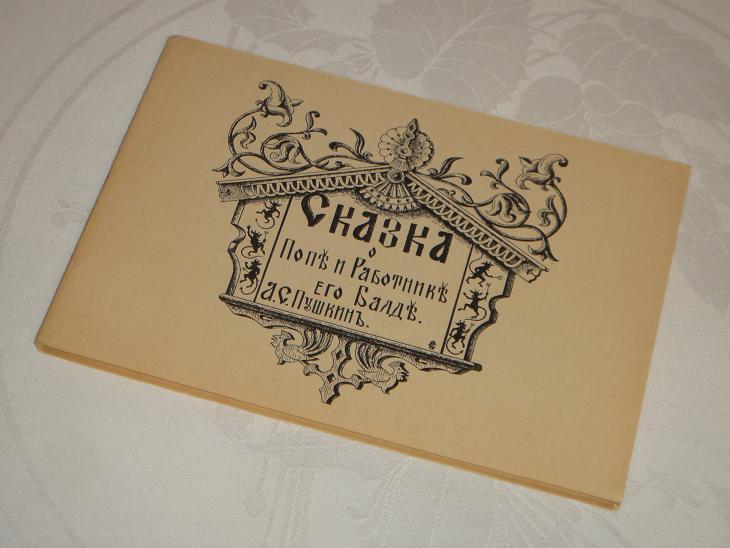 Сказка
о
Попѣ и Работникѣ
его Балдѣ.
А.С.Пушкинъ.